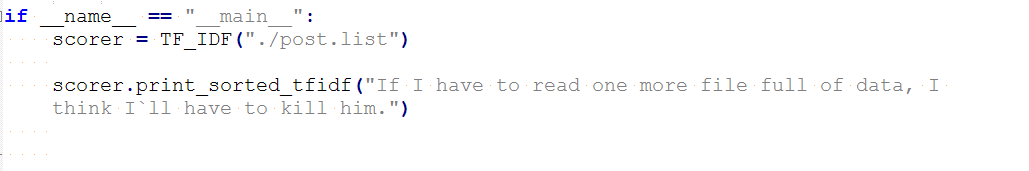 if __name__ == "__main__":
    scorer = TF_IDF("./post.list")
    scorer.print_sorted_tfidf("If I have to read one more file full of data, I
    think I`ll have to kill him.")